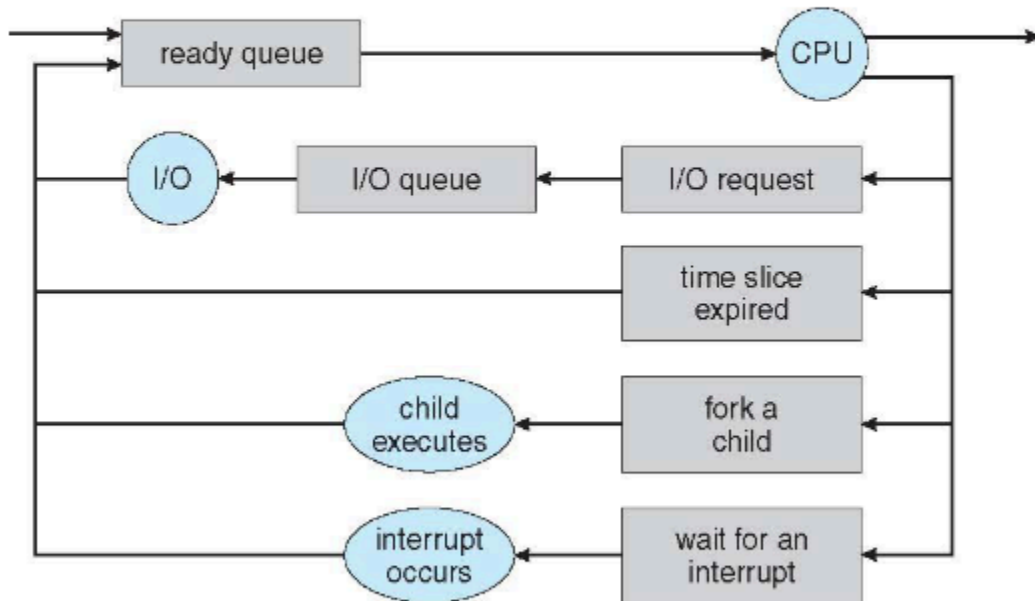 ready queue
CPU
I/O
I/O queue
I/O request
time slice
expired
child
executes
fork a
child
interrupt
occurs
wait for an
interrupt